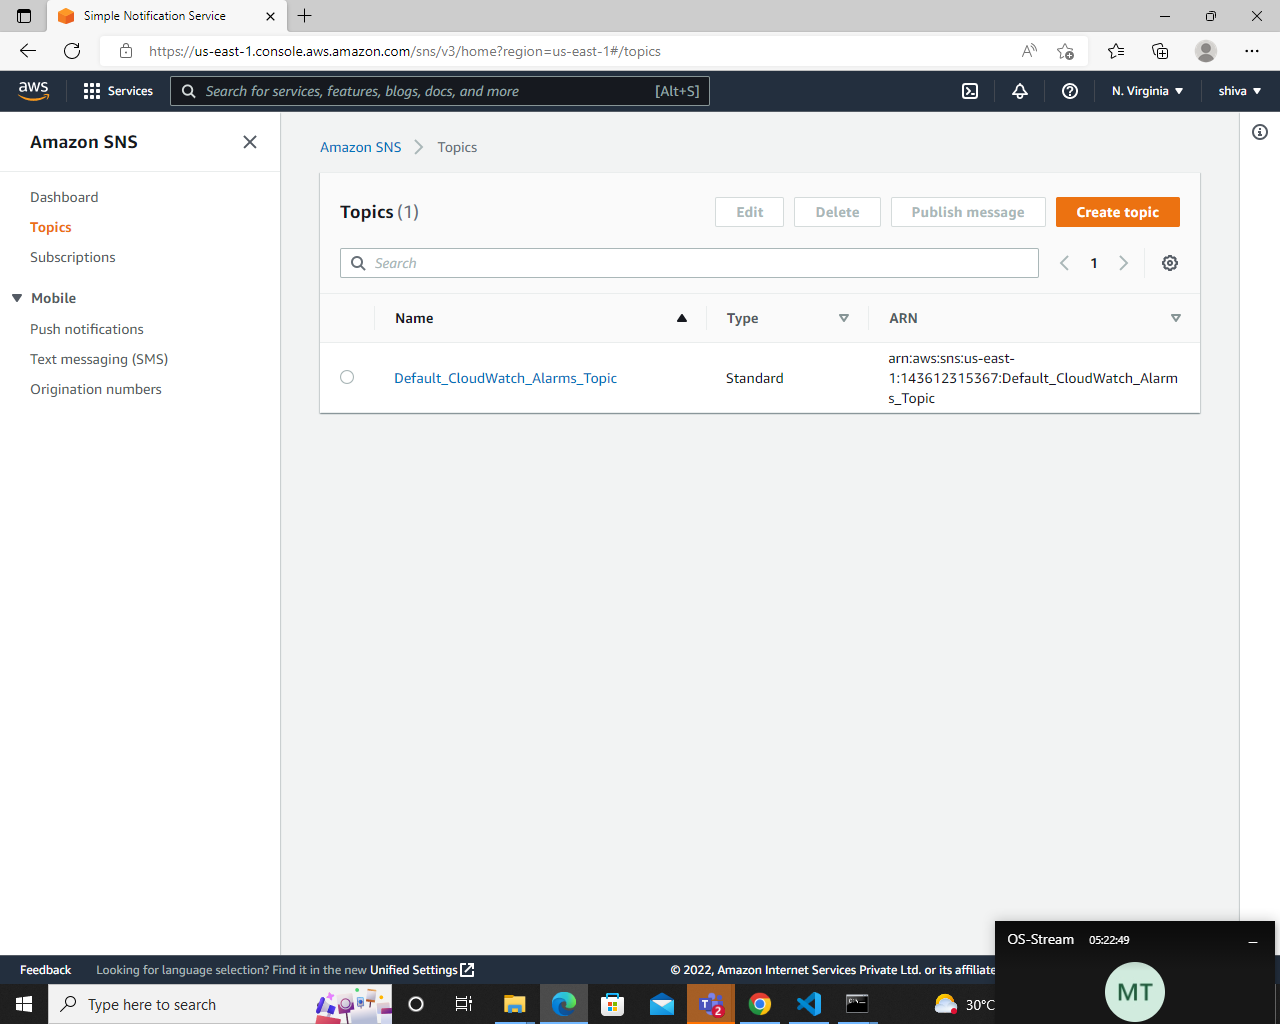 Simple Notification Service
https://us-east-1.console.aws.amazon.com/sns/v3/home?region=us-east-1#/topics
aws
Services
Search for services, features, blogs, docs, and more
[Alt+S]
N. Virginia
shiva
Amazon SNS
Dashboard
Topics
Subscriptions
Mobile
Push notifications
Text messaging (SMS)
Origination numbers
Amazon SNS
Topics
Topics (1)
Edit
Delete
Publish message
Create topic
Search
1
Name
Type
ARN
Default_CloudWatch_Alarms_Topic
Standard
arn:aws:sns:us-east-
1:143612315367:Default_CloudWatch_Alarm
s_Topic
Feedback
Looking for language selection? Find it in the new Unified Settings
© 2022, Amazon Internet Services Private Ltd. or its affiliate
OS-Stream
05:22:49
MT
Type here to search
2
30°C